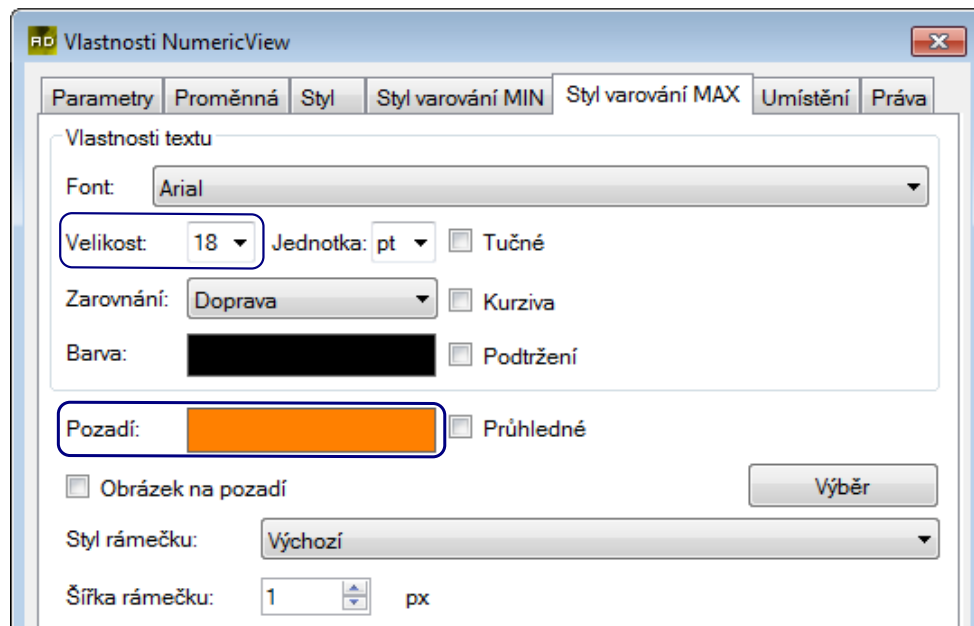 RD Vlastnosti NumericView
Parametry Proměnná Styl Styl varování MIN Styl varování MAX Umístění Práva
Vlastnosti textu
Font: Arial
Velikost: 18 Jednotka: pt Tučné
Zarovnání: Doprava Kurziva
Barva: Podtržení
Pozadí: Průhledné
Obrázek na pozadí Výběr
Styl rámečku: Výchozí
Šířka rámečku: 1 px